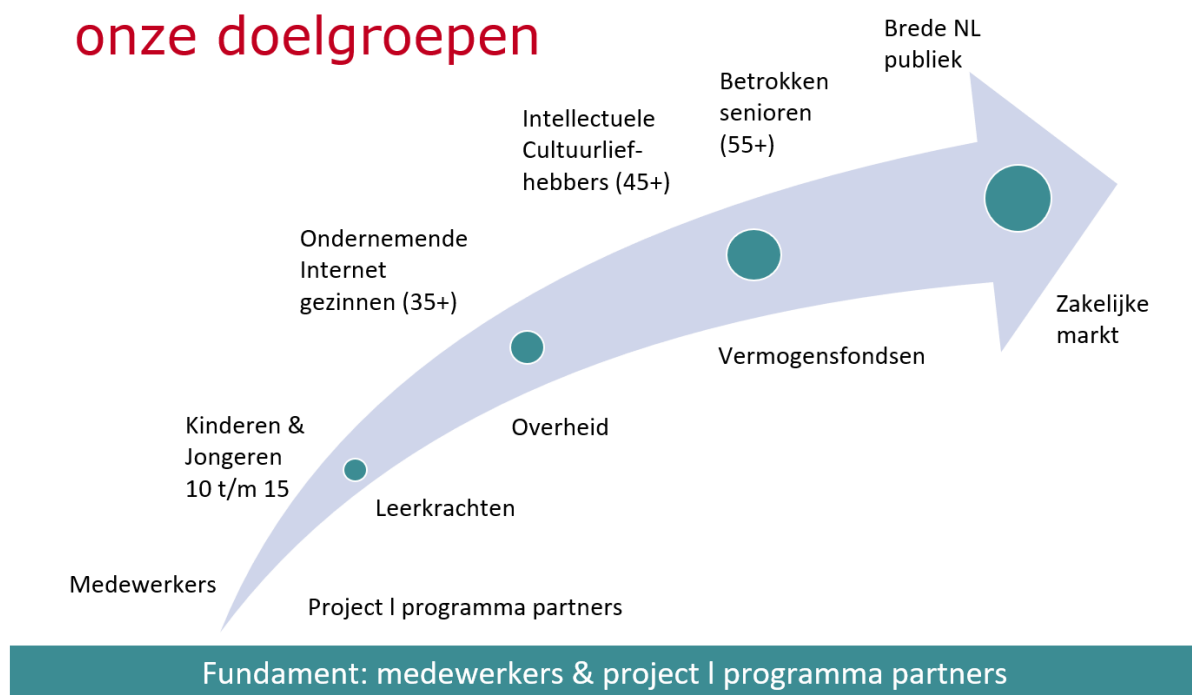 onze doelgroepen
Brede NL
publiek
Betrokken
senioren
(55+)
Intellectuele
Cultuurlief-
hebbers (45+)
Ondernemende
Internet
gezinnen (35+)
Zakelijke
markt
Vermogensfondsen
Overheid
Kinderen &
Jongeren
10 t/m 15
Leerkrachten
Medewerkers
Project l programma partners
Fundament: medewerkers & project l programma partners